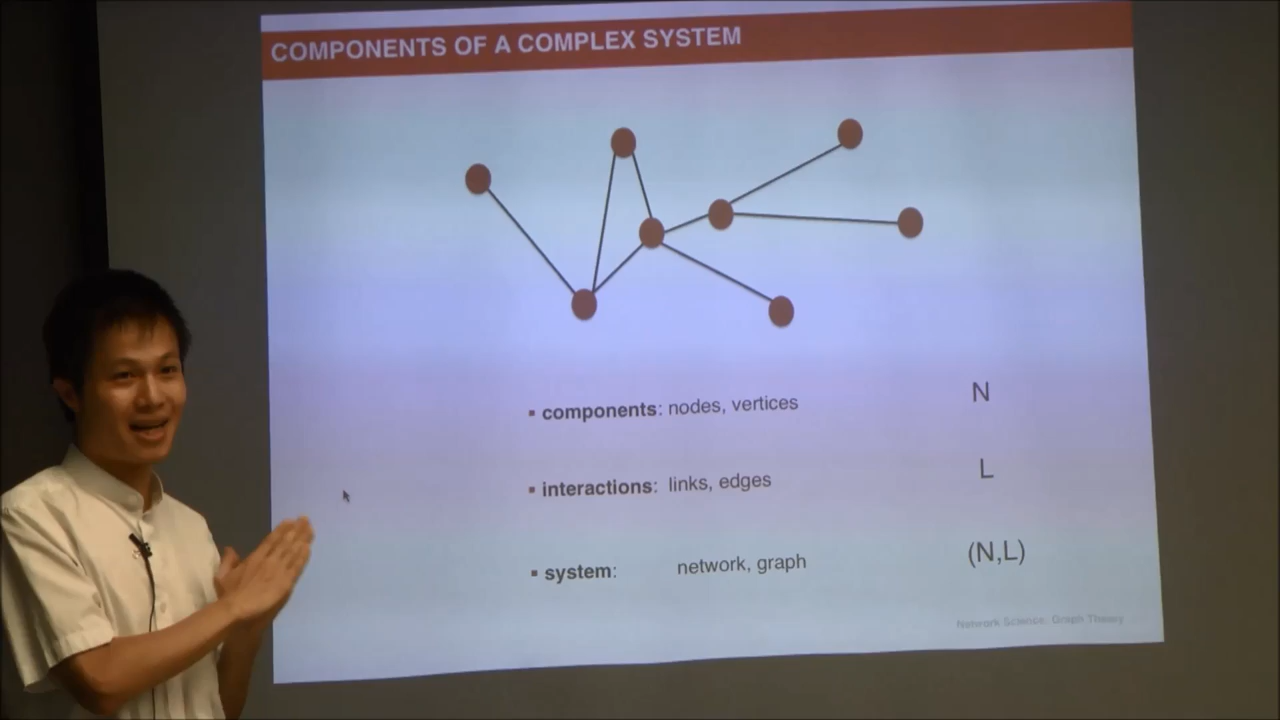 COMPONENTS OF A COMPLEX SYSTEM
▪ components: nodes, vertices N
▪ interactions: links, edges L
▪ system: network, graph (N,L)
Network Science: Graph Theory